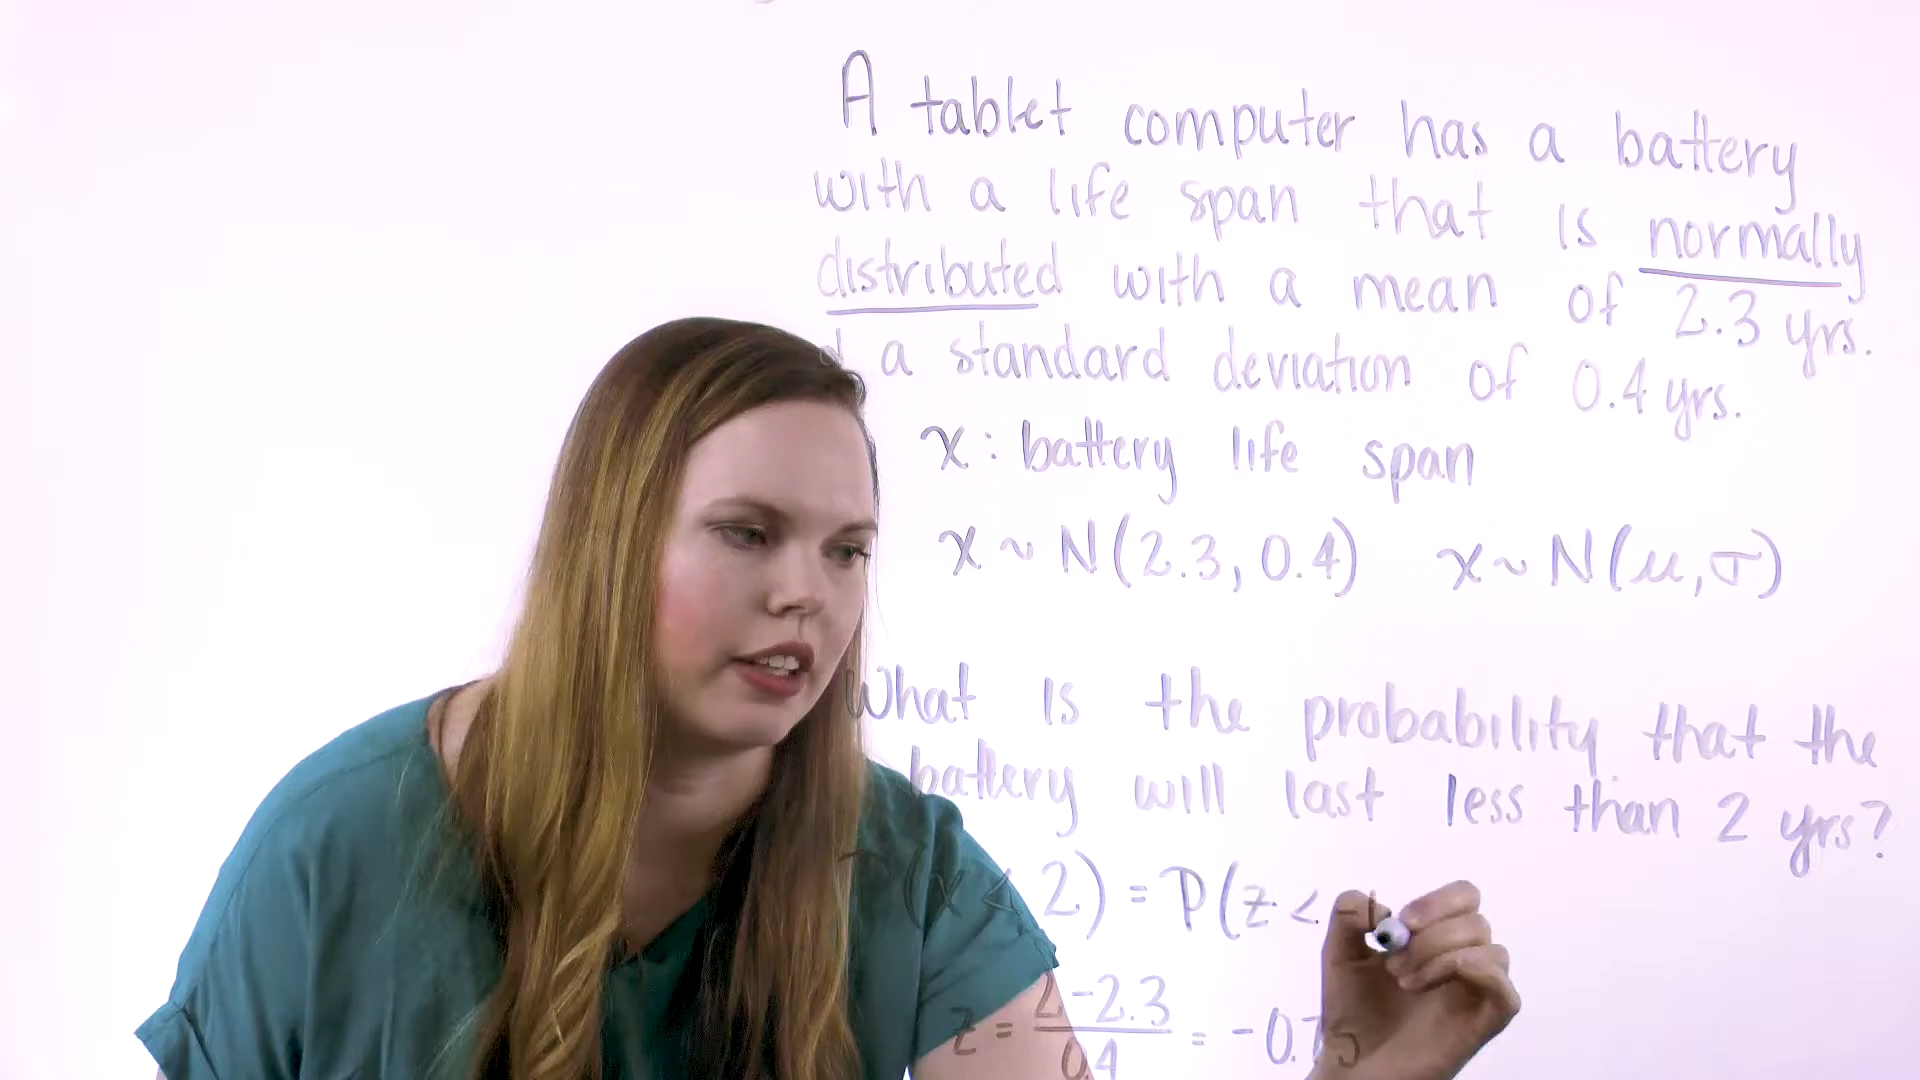 A tablet computer has a battery
with a life span that is normally
distributed with a mean of 2.3 yrs.
a standard deviation of 0.4 yrs.
x : battery life span
x ~ N(2.3, 0.4) x ~ N(μ, σ)
What is the probability that the
battery will last less than 2 yrs?
(x < 2) = P(z < -
z = 2-2.3 / 0.4 = -0.75